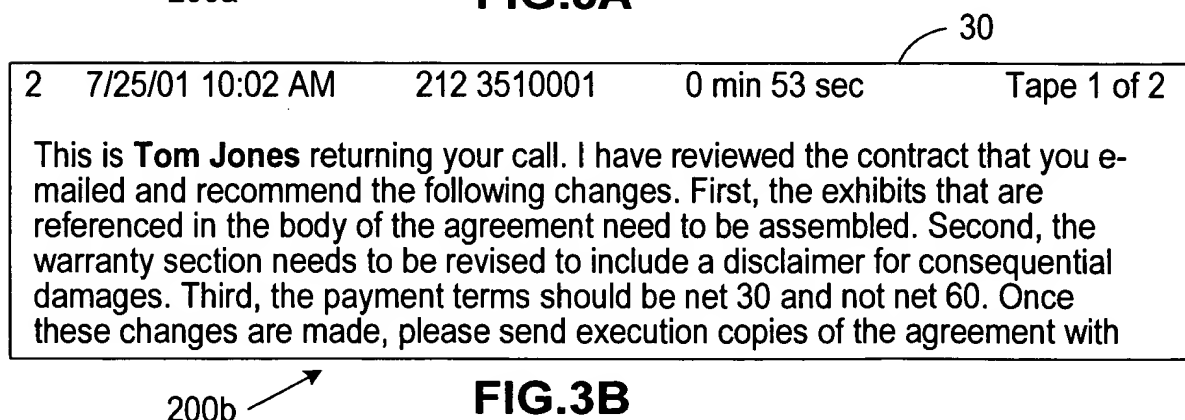 30
2 7/25/01 10:02 AM 212 3510001 0 min 53 sec Tape 1 of 2
This is Tom Jones returning your call. I have reviewed the contract that you e-
mailed and recommend the following changes. First, the exhibits that are
referenced in the body of the agreement need to be assembled. Second, the
warranty section needs to be revised to include a disclaimer for consequential
damages. Third, the payment terms should be net 30 and not net 60. Once
these changes are made, please send execution copies of the agreement with
200b FIG.3B